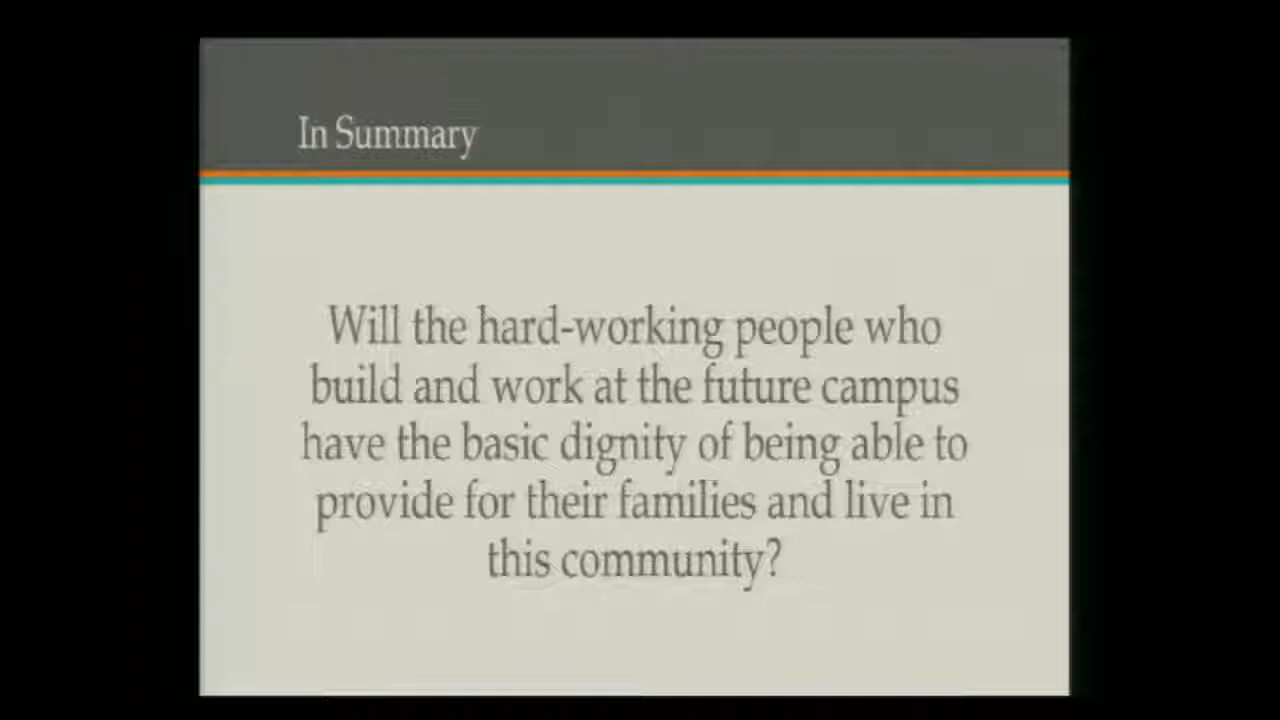 In Summary
Will the hard-working people who
build and work at the future campus
have the basic dignity of being able to
provide for their families and live in
this community?